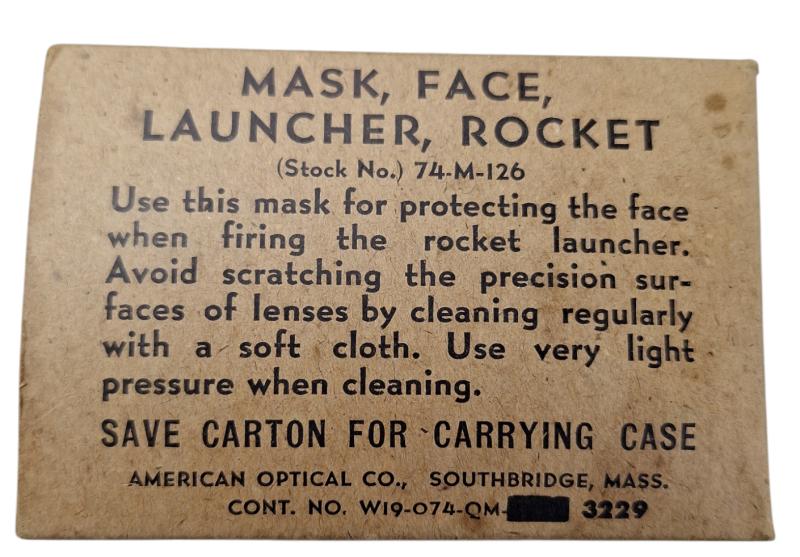 MASK, FACE,
LAUNCHER, ROCKET
(Stock No.) 74-M-126
Use this mask for protecting the face
when firing the rocket launcher.
Avoid scratching the precision sur-
faces of lenses by cleaning regularly
with a soft cloth. Use very light
pressure when cleaning.
SAVE CARTON FOR CARRYING CASE
AMERICAN OPTICAL CO., SOUTHBRIDGE, MASS.
CONT. NO. W19-074-QM- 3229